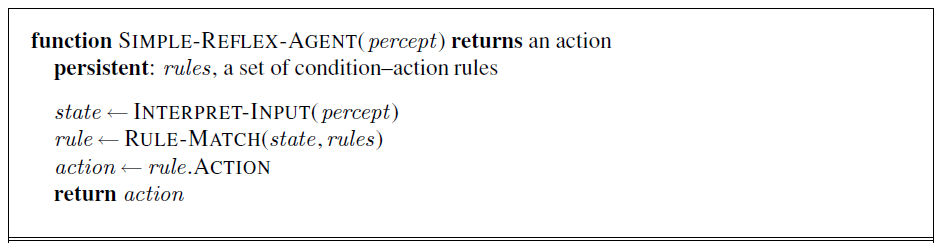 function SIMPLE-REFLEX-AGENT(percept) returns an action
persistent: rules, a set of condition–action rules
state ← INTERPRET-INPUT(percept)
rule ← RULE-MATCH(state, rules)
action ← rule.ACTION
return action